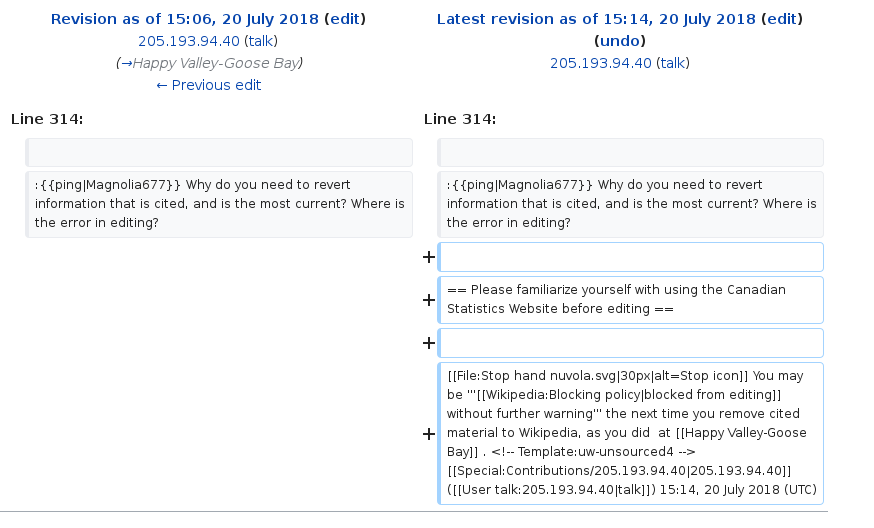 Revision as of 15:06, 20 July 2018 (edit)
205.193.94.40 (talk)
(→Happy Valley-Goose Bay)
← Previous edit
Latest revision as of 15:14, 20 July 2018 (edit)
(undo)
205.193.94.40 (talk)
Line 314:
:{{ping|Magnolia677}} Why do you need to revert
information that is cited, and is the most current? Where is
the error in editing?
Line 314:
:{{ping|Magnolia677}} Why do you need to revert
information that is cited, and is the most current? Where is
the error in editing?
+
+ == Please familiarize yourself with using the Canadian
Statistics Website before editing ==
+
+ [[File:Stop hand nuvola.svg|30px|alt=Stop icon]] You may
be '''[[Wikipedia:Blocking policy|blocked from editing]]
without further warning''' the next time you remove cited
material to Wikipedia, as you did  at [[Happy Valley-Goose
Bay]] . <!-- Template:uw-unsourced4 -->
[[Special:Contributions/205.193.94.40|205.193.94.40]]
([[User talk:205.193.94.40|talk]]) 15:14, 20 July 2018 (UTC)